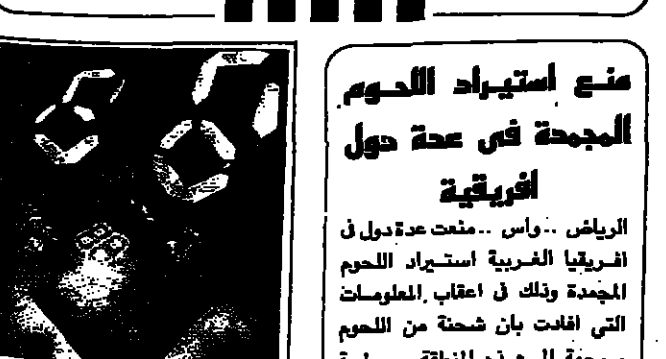 منع استيراد اللحوم
المجمدة فى عدة دول
افريقية
الرياض .. واس .. منعت عدة دول فى
افريقيا الغربية استيراد اللحوم
المجمدة وذلك فى اعقاب المعلومات
التي افادت بان شحنة من اللحوم